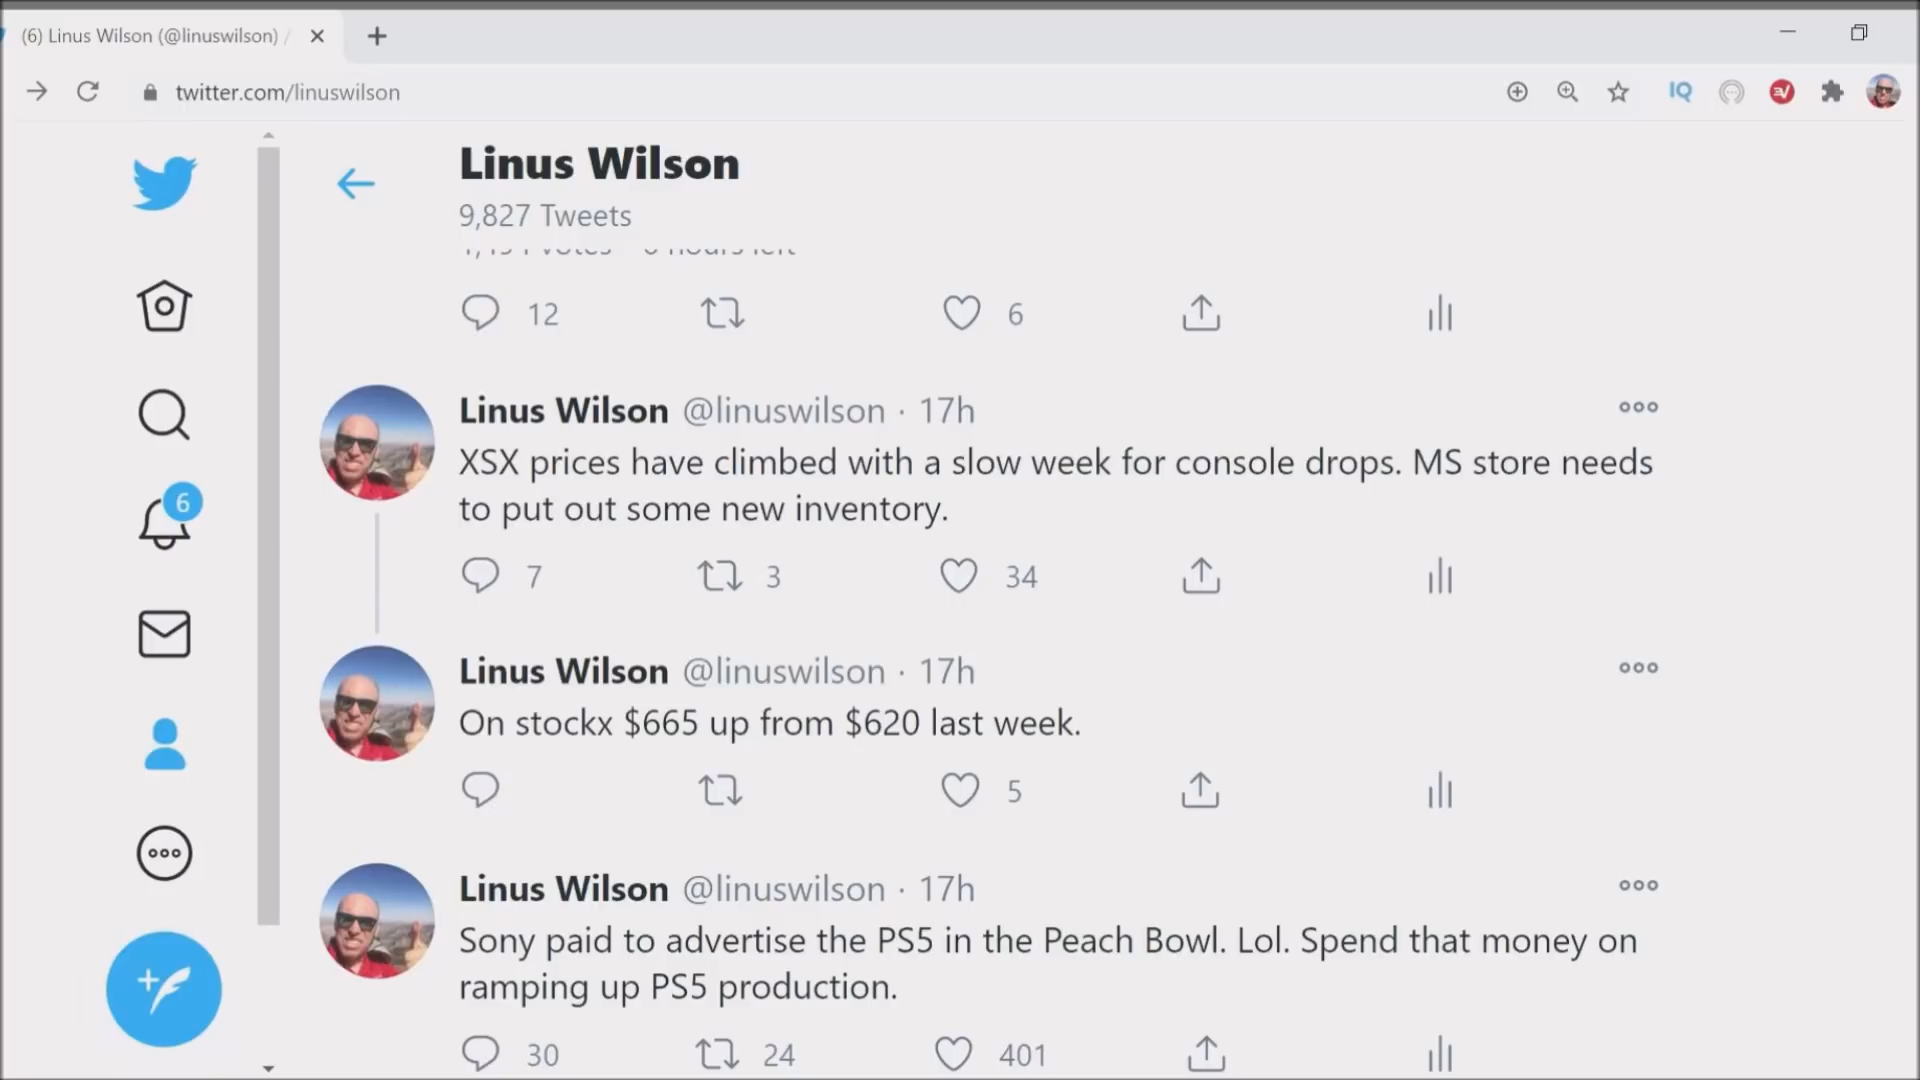 (6) Linus Wilson (@linuswilson) /
twitter.com/linuswilson
IQ
Linus Wilson
9,827 Tweets
12
6
Linus Wilson @linuswilson · 17h
XSX prices have climbed with a slow week for console drops. MS store needs
to put out some new inventory.
7
3
34
6
Linus Wilson @linuswilson · 17h
On stockx $665 up from $620 last week.
5
Linus Wilson @linuswilson · 17h
Sony paid to advertise the PS5 in the Peach Bowl. Lol. Spend that money on
ramping up PS5 production.
30
24
401